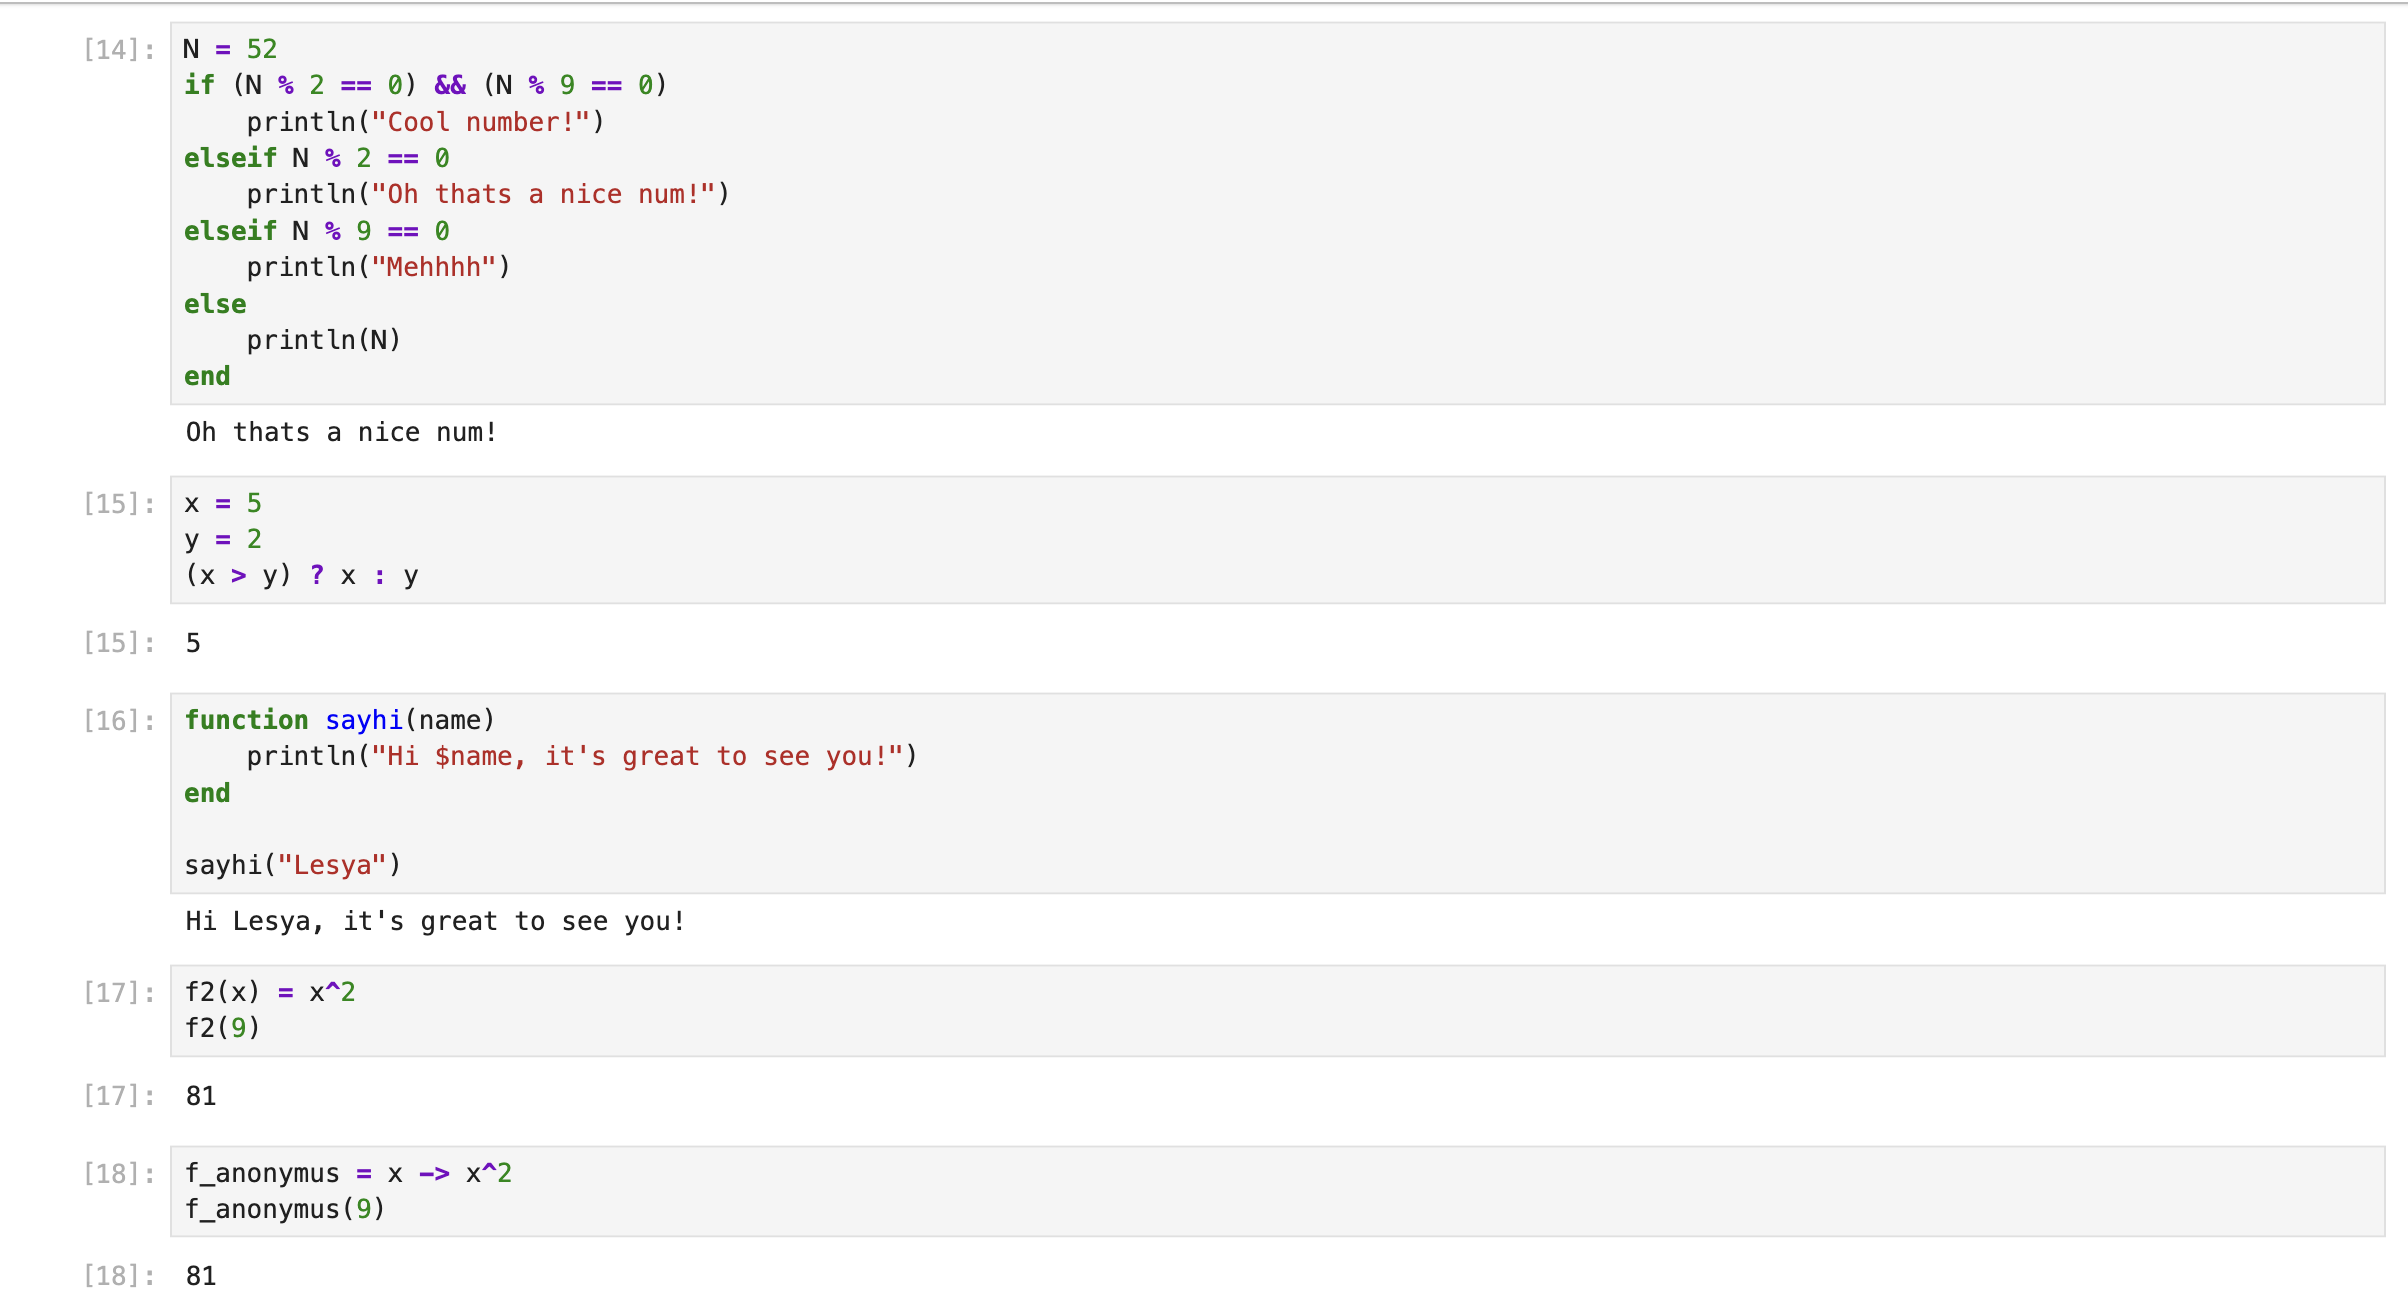 [14]: N = 52
if (N % 2 == 0) && (N % 9 == 0)
    println("Cool number!")
elseif N % 2 == 0
    println("Oh thats a nice num!")
elseif N % 9 == 0
    println("Mehhhh")
else
    println(N)
end
Oh thats a nice num!
[15]: x = 5
y = 2
(x > y) ? x : y
[15]: 5
[16]: function sayhi(name)
    println("Hi $name, it's great to see you!")
end
sayhi("Lesya")
Hi Lesya, it's great to see you!
[17]: f2(x) = x^2
f2(9)
[17]: 81
[18]: f_anonymus = x -> x^2
f_anonymus(9)
[18]: 81